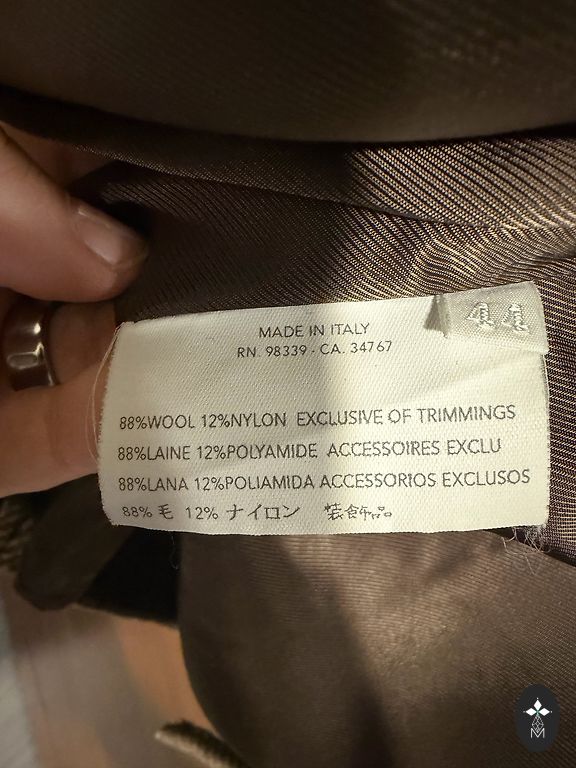 MADE IN ITALY
RN. 98339 - CA. 34767
44
88%WOOL 12%NYLON EXCLUSIVE OF TRIMMINGS
88%LAINE 12%POLYAMIDE ACCESSOIRES EXCLU
88%LANA 12%POLIAMIDA ACCESSORIOS EXCLUSOS
88% 毛 12% ナイロン 装飾品